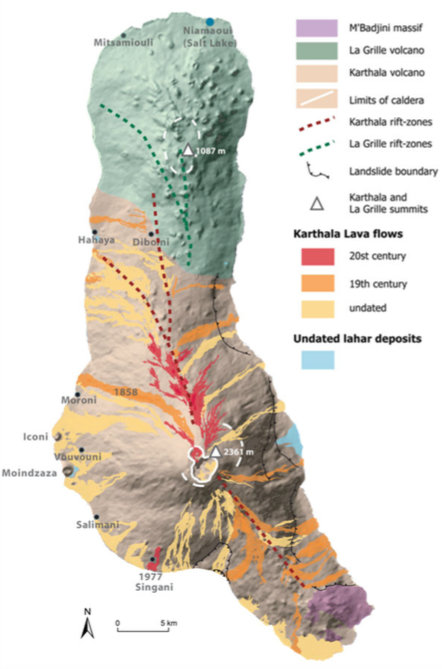 Niamaoui
(Salt Lake)
Mitsamiouli
1087 m
Hahaya
Diboini
1858
Moroni
Iconi
Vouvouni
Moindzaza
2361 m
Salimani
1977
Singani
N
0 5 km
M'Badjini massif
La Grille volcano
Karthala volcano
Limits of caldera
Karthala rift-zones
La Grille rift-zones
Landslide boundary
Karthala and
La Grille summits
Karthala Lava flows
20st century
19th century
undated
Undated lahar deposits